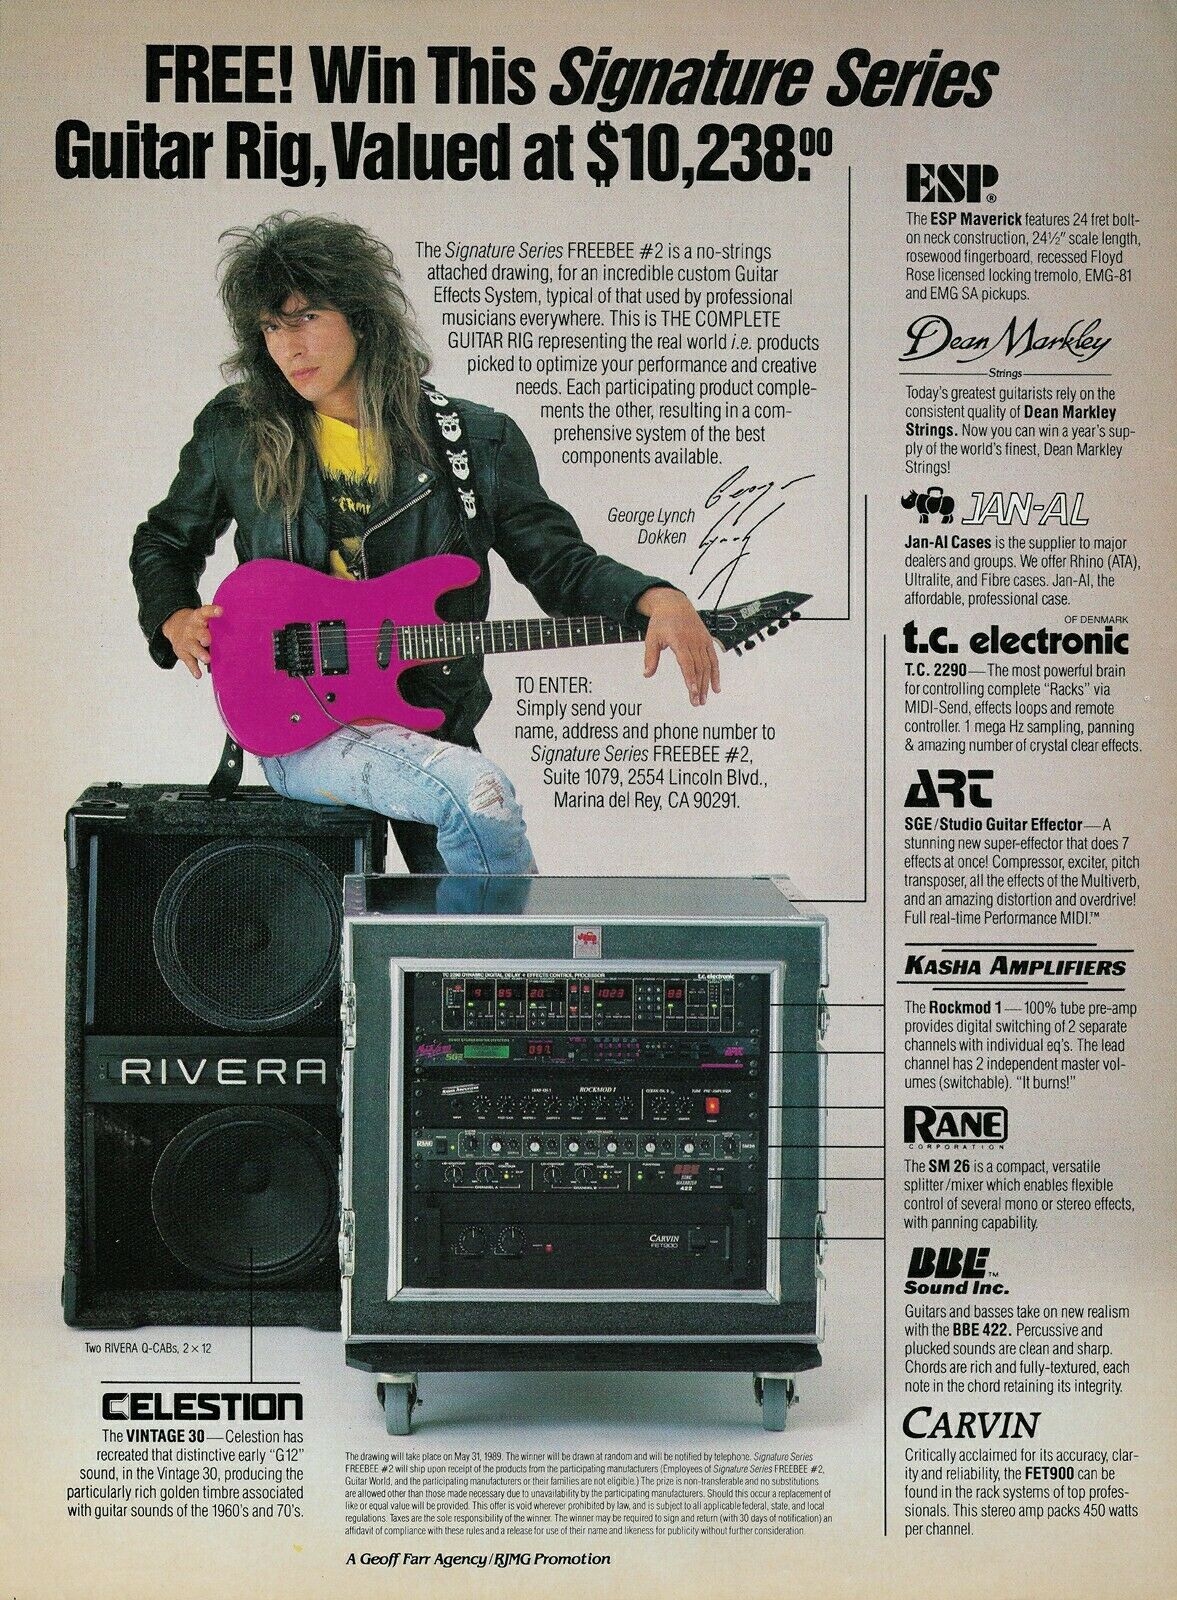 FREE! Win This Signature Series
Guitar Rig, Valued at $10,238.00
The Signature Series FREEBEE #2 is a no-strings
attached drawing, for an incredible custom Guitar
Effects System, typical of that used by professional
musicians everywhere. This is THE COMPLETE
GUITAR RIG representing the real world i.e. products
picked to optimize your performance and creative
needs. Each participating product comple-
ments the other, resulting in a com-
prehensive system of the best
components available.
George Lynch
Dokken
George Lynch
TO ENTER:
Simply send your
name, address and phone number to
Signature Series FREEBEE #2,
Suite 1079, 2554 Lincoln Blvd.,
Marina del Rey, CA 90291.
ESP®
The ESP Maverick features 24 fret bolt-
on neck construction, 24½" scale length,
rosewood fingerboard, recessed Floyd
Rose licensed locking tremolo, EMG-81
and EMG SA pickups.
Dean Markley
Strings
Today's greatest guitarists rely on the
consistent quality of Dean Markley
Strings. Now you can win a year's sup-
ply of the world's finest, Dean Markley
Strings!
JAN-AL
Jan-Al Cases is the supplier to major
dealers and groups. We offer Rhino (ATA),
Ultralite, and Fibre cases. Jan-Al, the
affordable, professional case.
OF DENMARK
t.c. electronic
T.C. 2290—The most powerful brain
for controlling complete "Racks" via
MIDI-Send, effects loops and remote
controller. 1 mega Hz sampling, panning
& amazing number of crystal clear effects.
ART
SGE/Studio Guitar Effector—A
stunning new super-effector that does 7
effects at once! Compressor, exciter, pitch
transposer, all the effects of the Multiverb,
and an amazing distortion and overdrive!
Full real-time Performance MIDI.™
KASHA AMPLIFIERS
The Rockmod 1—100% tube pre-amp
provides digital switching of 2 separate
channels with individual eq's. The lead
channel has 2 independent master vol-
umes (switchable). "It burns!"
RANE
CORPORATION
The SM 26 is a compact, versatile
splitter/mixer which enables flexible
control of several mono or stereo effects,
with panning capability.
BBE™
Sound Inc.
Guitars and basses take on new realism
with the BBE 422. Percussive and
plucked sounds are clean and sharp.
Chords are rich and fully-textured, each
note in the chord retaining its integrity.
CARVIN
Critically acclaimed for its accuracy, clar-
ity and reliability, the FET900 can be
found in the rack systems of top profes-
sionals. This stereo amp packs 450 watts
per channel.
RIVERA
TC 2290 DYNAMIC DIGITAL DELAY + EFFECTS CONTROL PROCESSOR
t.c. electronic
1023
SGE
ART
ROCKMOD I
RANE
SM26
BBE
422
CARVIN
FET900
Two RIVERA Q-CABs, 2 × 12
CELESTION
The VINTAGE 30—Celestion has
recreated that distinctive early "G12"
sound, in the Vintage 30, producing the
particularly rich golden timbre associated
with guitar sounds of the 1960's and 70's.
The drawing will take place on May 31, 1989. The winner will be drawn at random and will be notified by telephone. Signature Series
FREEBEE #2 will ship upon receipt of the products from the participating manufacturers (Employees of Signature Series FREEBEE #2,
Guitar World, and the participating manufacturers or their families are not eligible.) The prize is non-transferable and no substitutions
are allowed other than those made necessary due to unavailability by the participating manufacturers. Should this occur a replacement of
like or equal value will be provided. This offer is void wherever prohibited by law, and is subject to all applicable federal, state, and local
regulations. Taxes are the sole responsibility of the winner. The winner may be required to sign and return (with 30 days of notification) an
affidavit of compliance with these rules and a release for use of their name and likeness for publicity without further consideration.
A Geoff Farr Agency/RJMG Promotion